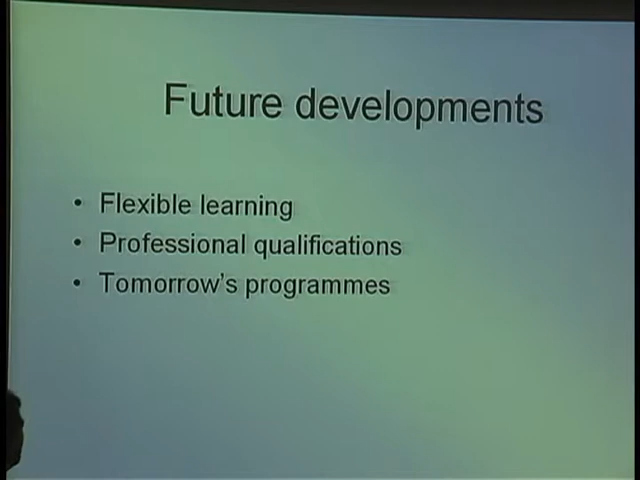 Future developments
• Flexible learning
• Professional qualifications
• Tomorrow's programmes